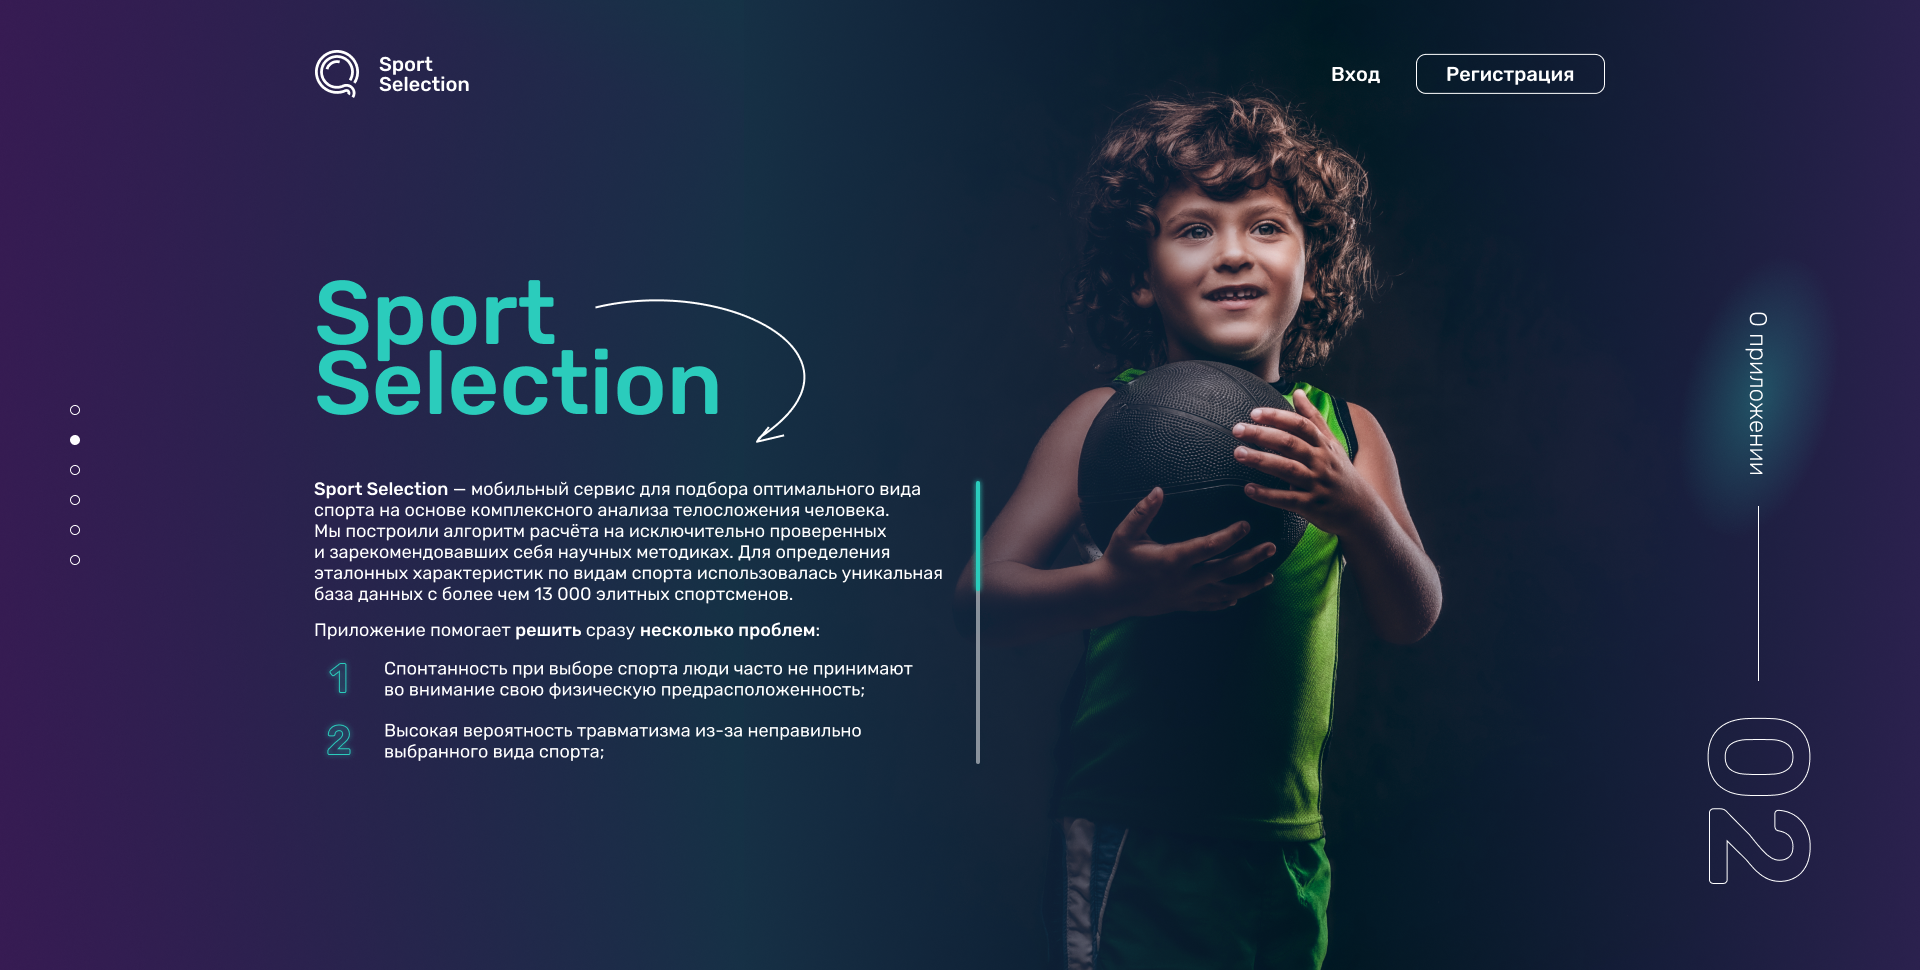 Sport
Selection
Вход
Регистрация
Sport
Selection
Sport Selection — мобильный сервис для подбора оптимального вида
спорта на основе комплексного анализа телосложения человека.
Мы построили алгоритм расчёта на исключительно проверенных
и зарекомендовавших себя научных методиках. Для определения
эталонных характеристик по видам спорта использовалась уникальная
база данных с более чем 13 000 элитных спортсменов.
Приложение помогает решить сразу несколько проблем:
1 Спонтанность при выборе спорта люди часто не принимают
во внимание свою физическую предрасположенность;
2 Высокая вероятность травматизма из-за неправильно
выбранного вида спорта;
О приложении
02